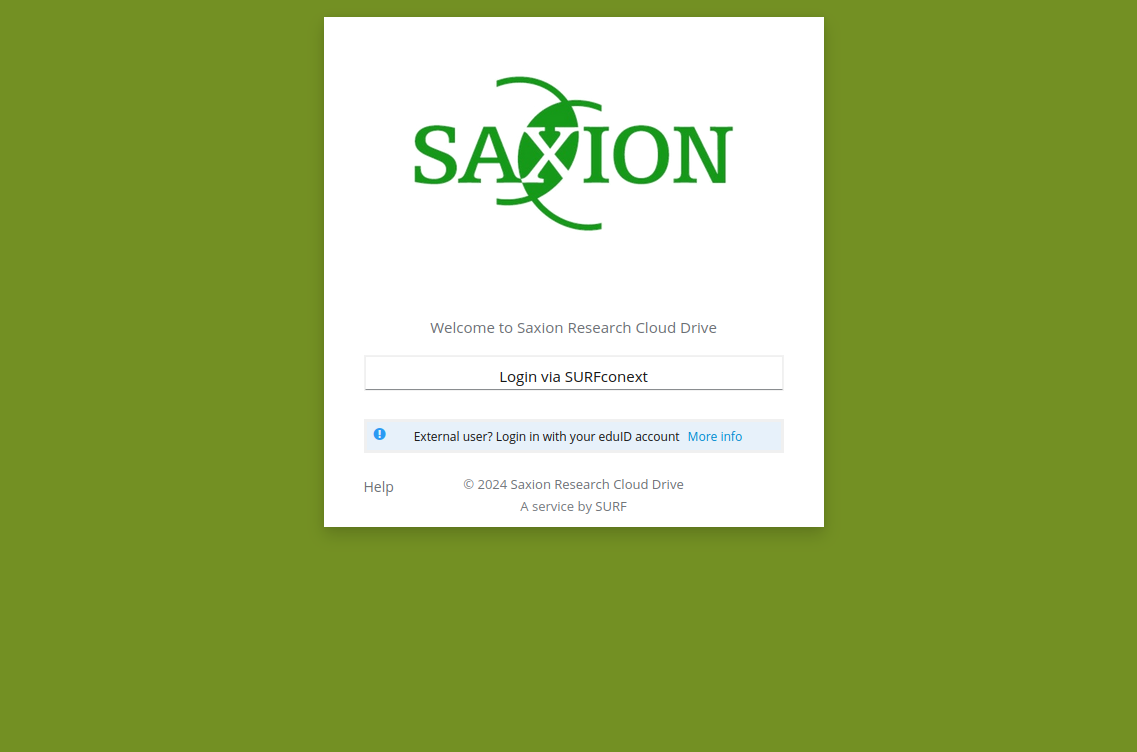 SAXION
Welcome to Saxion Research Cloud Drive
Login via SURFconext
External user? Login in with your eduID account More info
Help
© 2024 Saxion Research Cloud Drive
A service by SURF